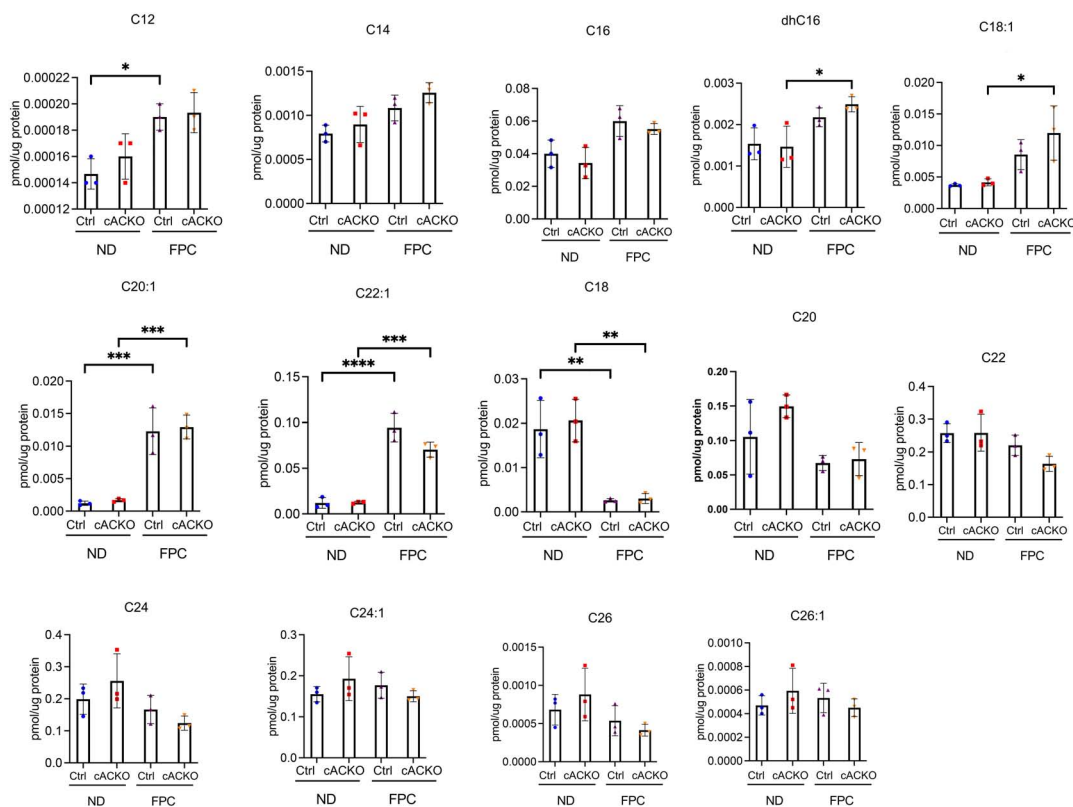 C12
*
pmol/ug protein
0.00022
0.00020
0.00018
0.00016
0.00014
0.00012
Ctrl cACKO Ctrl cACKO
ND FPC
C14
pmol/ug protein
0.0015
0.0010
0.0005
0.0000
Ctrl cACKO Ctrl cACKO
ND FPC
C16
pmol/ug protein
0.08
0.06
0.04
0.02
0.00
Ctrl cACKO Ctrl cACKO
ND FPC
dhC16
*
pmol/ug protein
0.003
0.002
0.001
0.000
Ctrl cACKO Ctrl cACKO
ND FPC
C18:1
*
pmol/ug protein
0.020
0.015
0.010
0.005
0.000
Ctrl cACKO Ctrl cACKO
ND FPC
C20:1
***
***
pmol/ug protein
0.020
0.015
0.010
0.005
0.000
Ctrl cACKO Ctrl cACKO
ND FPC
C22:1
***
****
pmol/ug protein
0.15
0.10
0.05
0.00
Ctrl cACKO Ctrl cACKO
ND FPC
C18
**
**
pmol/ug protein
0.03
0.02
0.01
0.00
Ctrl cACKO Ctrl cACKO
ND FPC
C20
pmol/ug protein
0.20
0.15
0.10
0.05
0.00
Ctrl cACKO Ctrl cACKO
ND FPC
C22
pmol/ug protein
0.4
0.3
0.2
0.1
0.0
Ctrl cACKO Ctrl cACKO
ND FPC
C24
pmol/ug protein
0.4
0.3
0.2
0.1
0.0
Ctrl cACKO Ctrl cACKO
ND FPC
C24:1
pmol/ug protein
0.3
0.2
0.1
0.0
Ctrl cACKO Ctrl cACKO
ND FPC
C26
pmol/ug protein
0.0015
0.0010
0.0005
0.0000
Ctrl cACKO Ctrl cACKO
ND FPC
C26:1
pmol/ug protein
0.0010
0.0008
0.0006
0.0004
0.0002
0.0000
Ctrl cACKO Ctrl cACKO
ND FPC